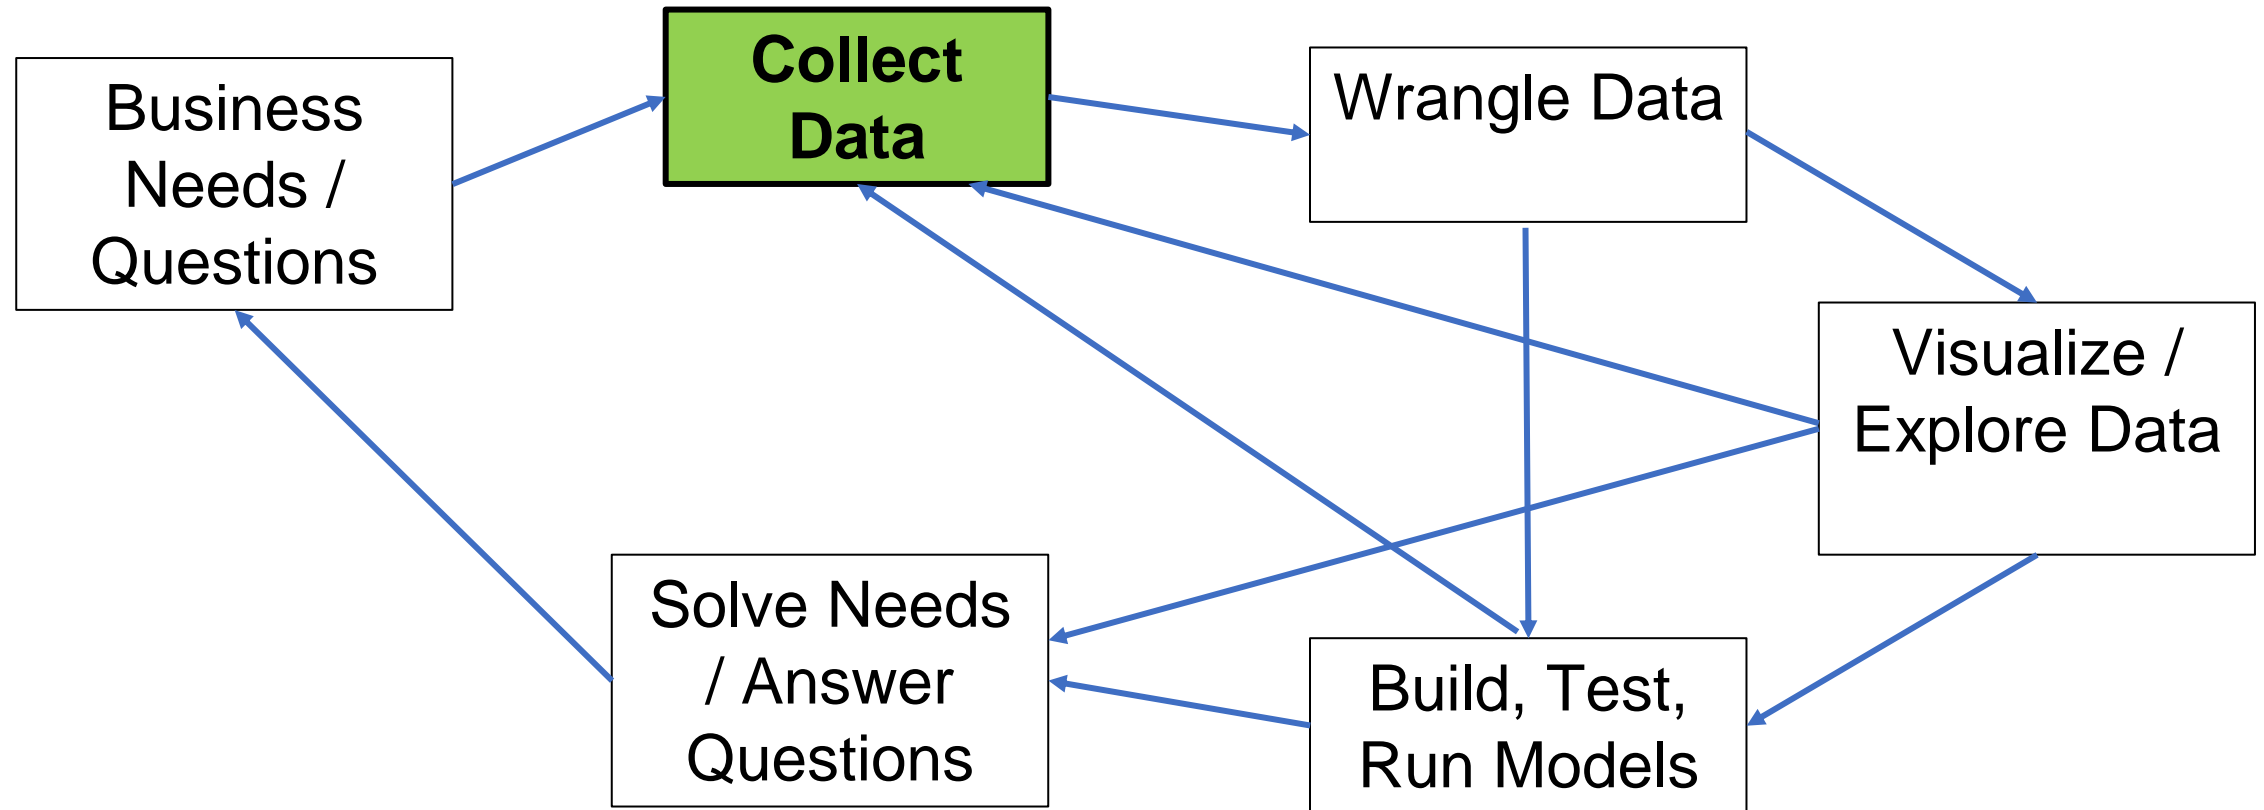 Business
Needs /
Questions
Collect
Data
Wrangle Data
Visualize /
Explore Data
Build, Test,
Run Models
Solve Needs
/ Answer
Questions